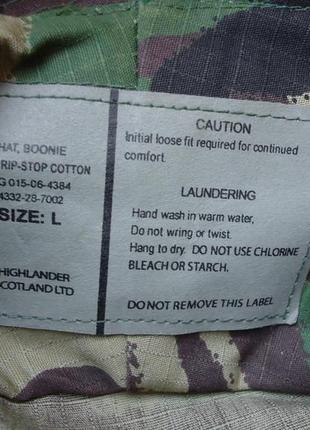 HAT, BOONIE
RIP-STOP COTTON
G 015-06-4384
4332-28-7002
SIZE: L
HIGHLANDER
SCOTLAND LTD
CAUTION
Initial loose fit required for continued
comfort.
LAUNDERING
Hand wash in warm water,
Do not wring or twist.
Hang to dry. DO NOT USE CHLORINE
BLEACH OR STARCH.
DO NOT REMOVE THIS LABEL